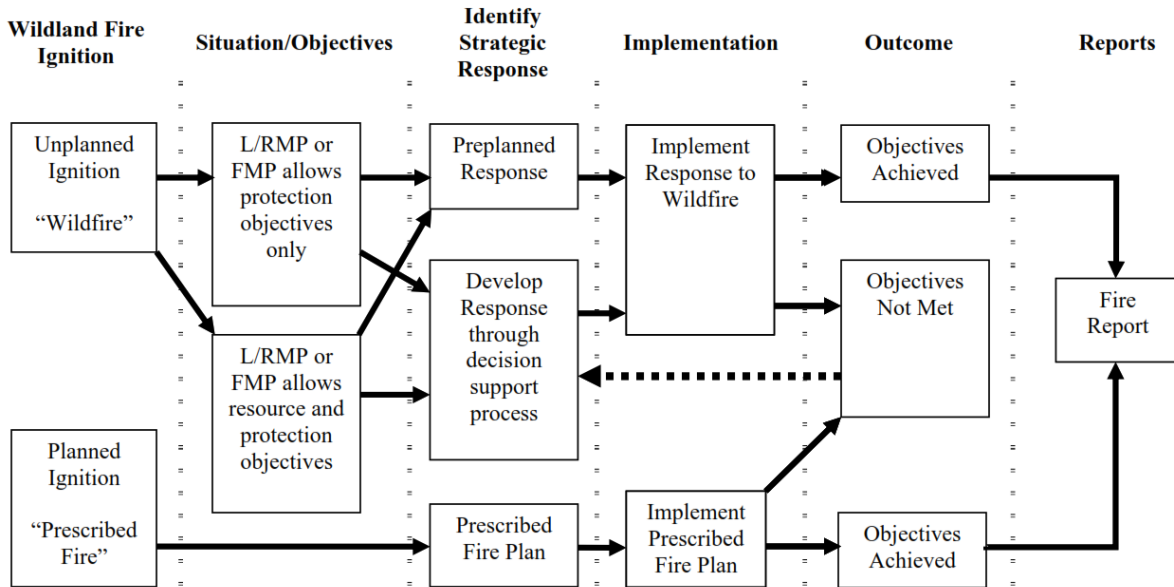 Wildland Fire
Ignition
Situation/Objectives
Identify
Strategic
Response
Implementation
Outcome
Reports
Unplanned
Ignition
“Wildfire”
L/RMP or
FMP allows
protection
objectives
only
Preplanned
Response
Implement
Response to
Wildfire
Objectives
Achieved
Develop
Response
through
decision
support
process
Objectives
Not Met
Fire
Report
L/RMP or
FMP allows
resource and
protection
objectives
Planned
Ignition
“Prescribed
Fire”
Prescribed
Fire Plan
Implement
Prescribed
Fire Plan
Objectives
Achieved